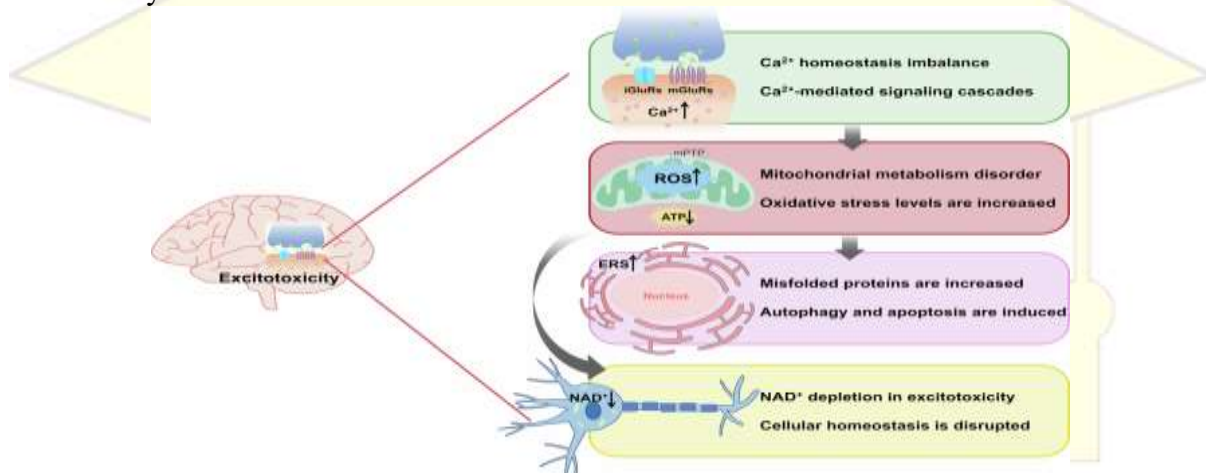 iGluRs mGluRs
Ca²⁺↑
Ca²⁺ homeostasis imbalance
Ca²⁺-mediated signaling cascades
mPTP
ROS↑
ATP↓
Mitochondrial metabolism disorder
Oxidative stress levels are increased
Excitotoxicity
ERS↑
Nucleus
Misfolded proteins are increased
Autophagy and apoptosis are induced
NAD⁺↓
NAD⁺ depletion in excitotoxicity
Cellular homeostasis is disrupted